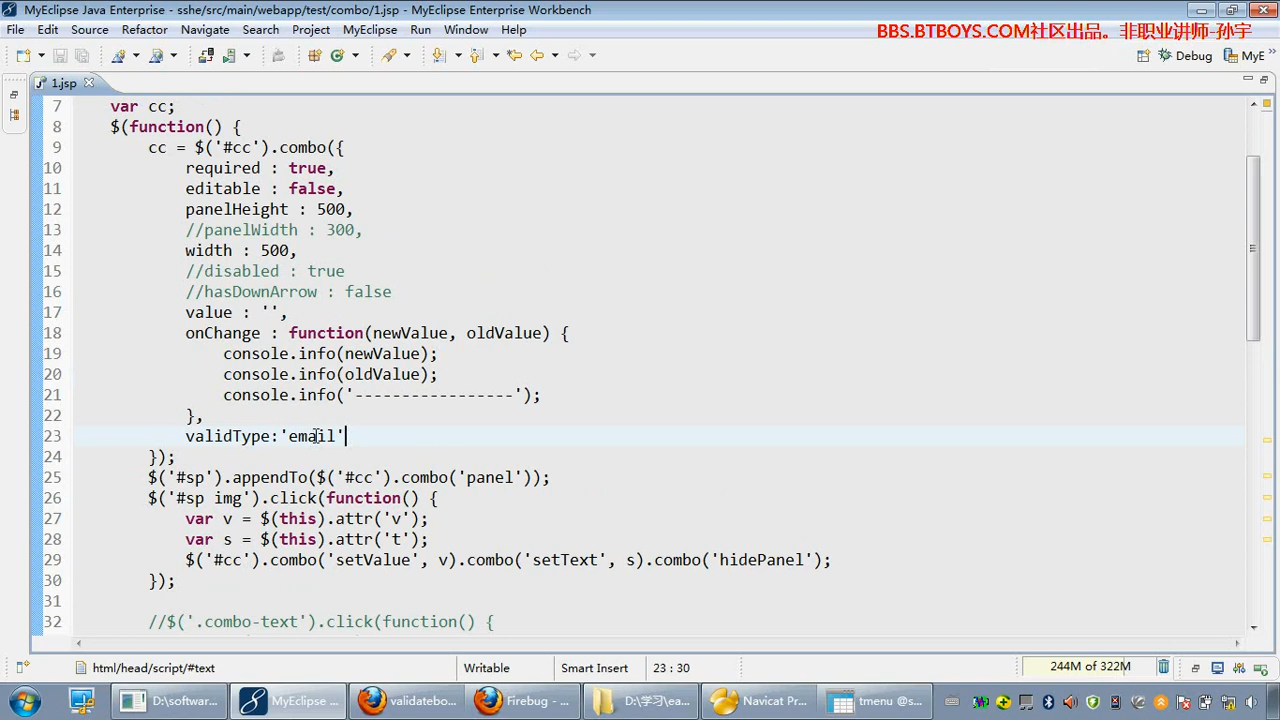 MyEclipse Java Enterprise - sshe/src/main/webapp/test/combo/1.jsp - MyEclipse Enterprise Workbench
File Edit Source Refactor Navigate Search Project MyEclipse Run Window Help
BBS.BTBOYS.COM社区出品。非职业讲师-孙宇
Debug MyE
1.jsp
7 var cc;
8 $(function() {
9 cc = $('#cc').combo({
10 required : true,
11 editable : false,
12 panelHeight : 500,
13 //panelWidth : 300,
14 width : 500,
15 //disabled : true
16 //hasDownArrow : false
17 value : '',
18 onChange : function(newValue, oldValue) {
19 console.info(newValue);
20 console.info(oldValue);
21 console.info('-----------------');
22 },
23 validType:'email'
24 });
25 $('#sp').appendTo($('#cc').combo('panel'));
26 $('#sp img').click(function() {
27 var v = $(this).attr('v');
28 var s = $(this).attr('t');
29 $('#cc').combo('setValue', v).combo('setText', s).combo('hidePanel');
30 });
31
32 //$('.combo-text').click(function() {
html/head/script/#text Writable Smart Insert 23 : 30 244M of 322M
D:\software... MyEclipse ... validatebo... Firebug - ... D:\学习\ea... Navicat Pr... tmenu @s...